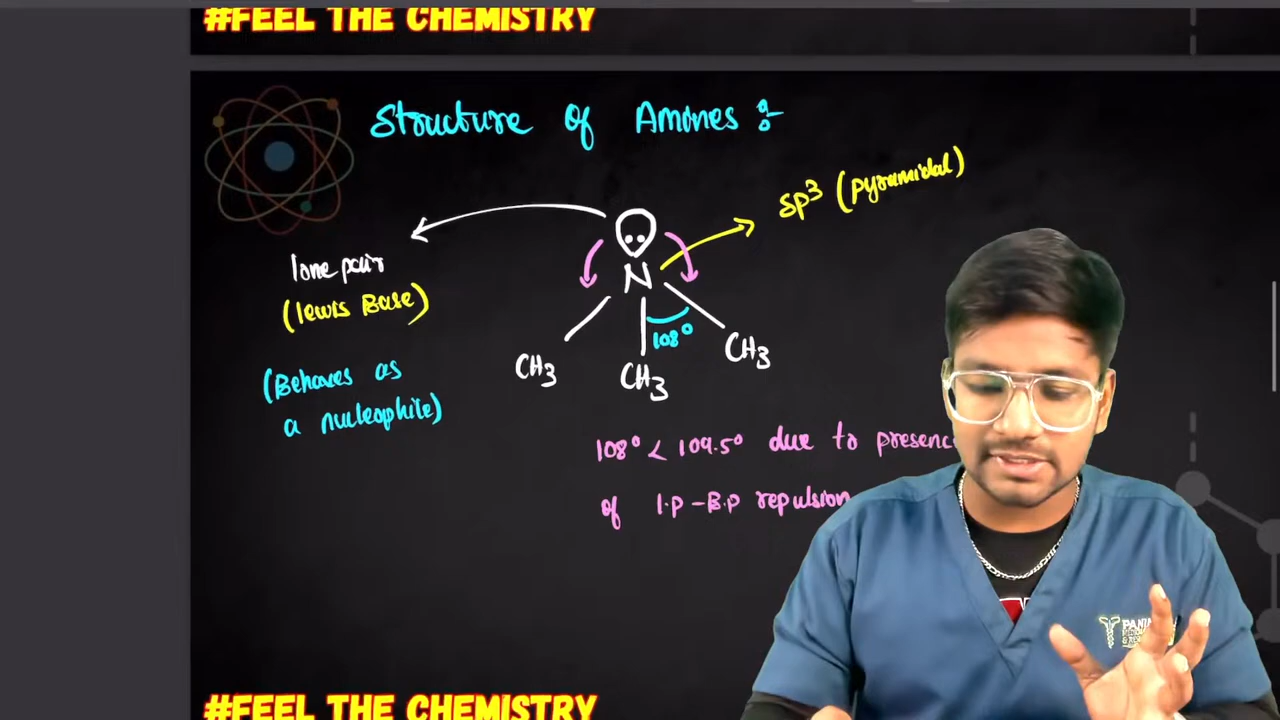 #FEEL THE CHEMISTRY
Structure of Amines :-
sp3 (pyramidal)
lone pair
(lewis Base)
(Behaves as
a nucleophile)
N
108°
CH3
CH3
CH3
108° < 109.5° due to presenc
of l.p - B.p repulsion
#FEEL THE CHEMISTRY